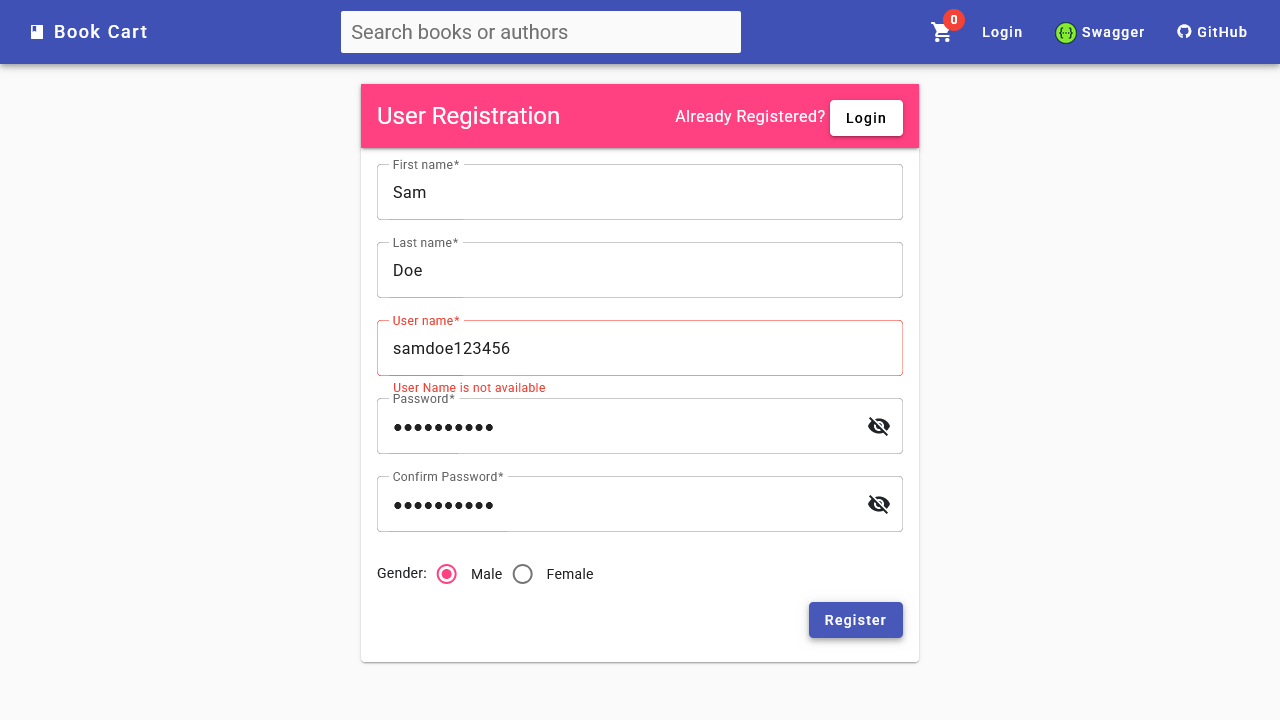 Book Cart
Search books or authors
0
Login
Swagger
GitHub
User Registration
Already Registered? Login
First name*
Sam
Last name*
Doe
User name*
samdoe123456
User Name is not available
Password*
••••••••••
Confirm Password*
••••••••••
Gender: Male Female
Register